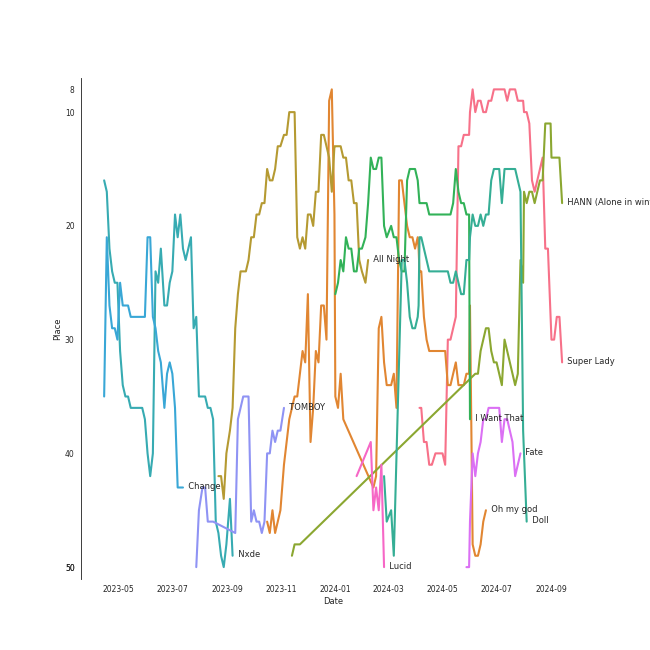 8
10
20
30
40
50
50
Place
HANN (Alone in win
All Night
Super Lady
TOMBOY
I Want That
Fate
Change
Oh my god
Doll
Nxde
Lucid
2023-05 2023-07 2023-09 2023-11 2024-01 2024-03 2024-05 2024-07 2024-09
Date